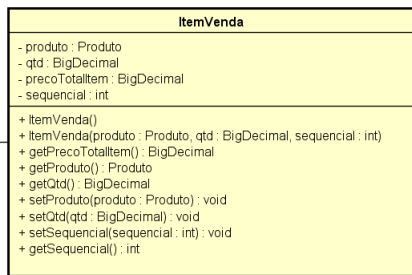 ItemVenda
- produto : Produto
- qtd : BigDecimal
- precoTotalItem : BigDecimal
- sequencial : int
+ ItemVenda()
+ ItemVenda(produto : Produto, qtd : BigDecimal, sequencial : int)
+ getPrecoTotalItem() : BigDecimal
+ getProduto() : Produto
+ getQtd() : BigDecimal
+ setProduto(produto : Produto) : void
+ setQtd(qtd : BigDecimal) : void
+ setSequencial(sequencial : int) : void
+ getSequencial() : int